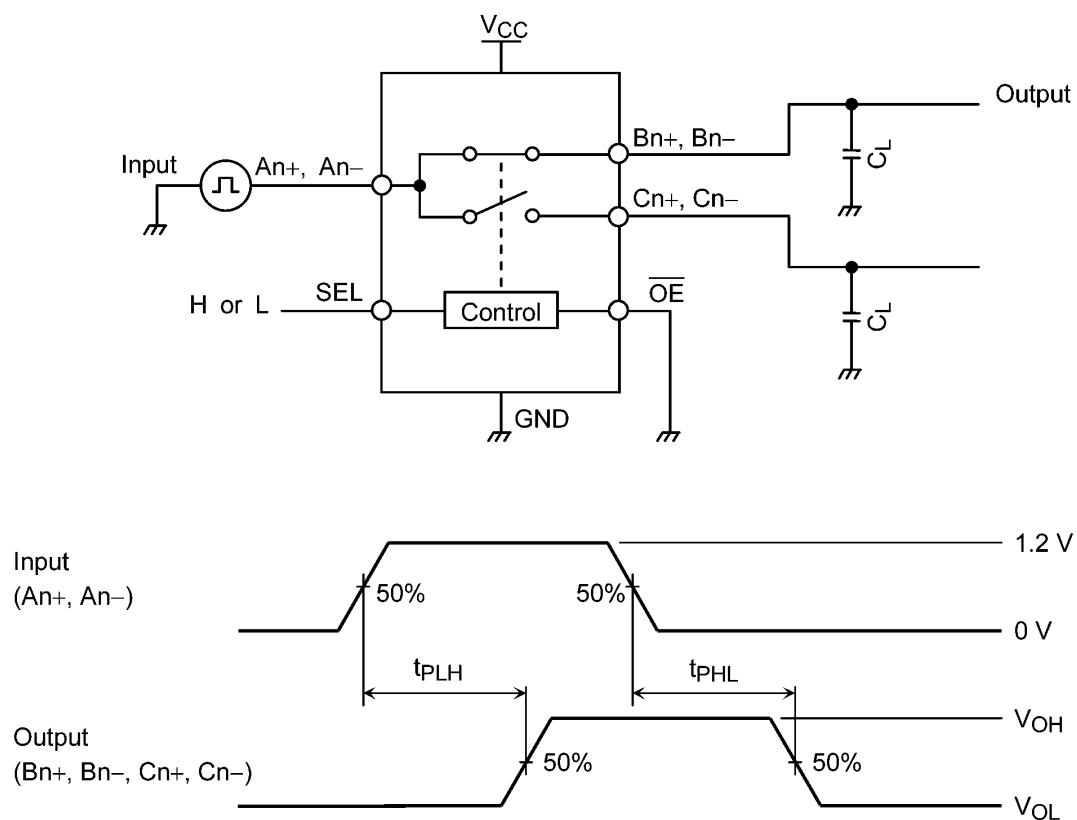 VCC
Output
Bn+, Bn−
Input
An+, An−
CL
Cn+, Cn−
SEL
OE
H or L
Control
CL
GND
1.2 V
Input
(An+, An−)
50%
50%
0 V
tPLH
tPHL
VOH
Output
(Bn+, Bn−, Cn+, Cn−)
50%
50%
VOL